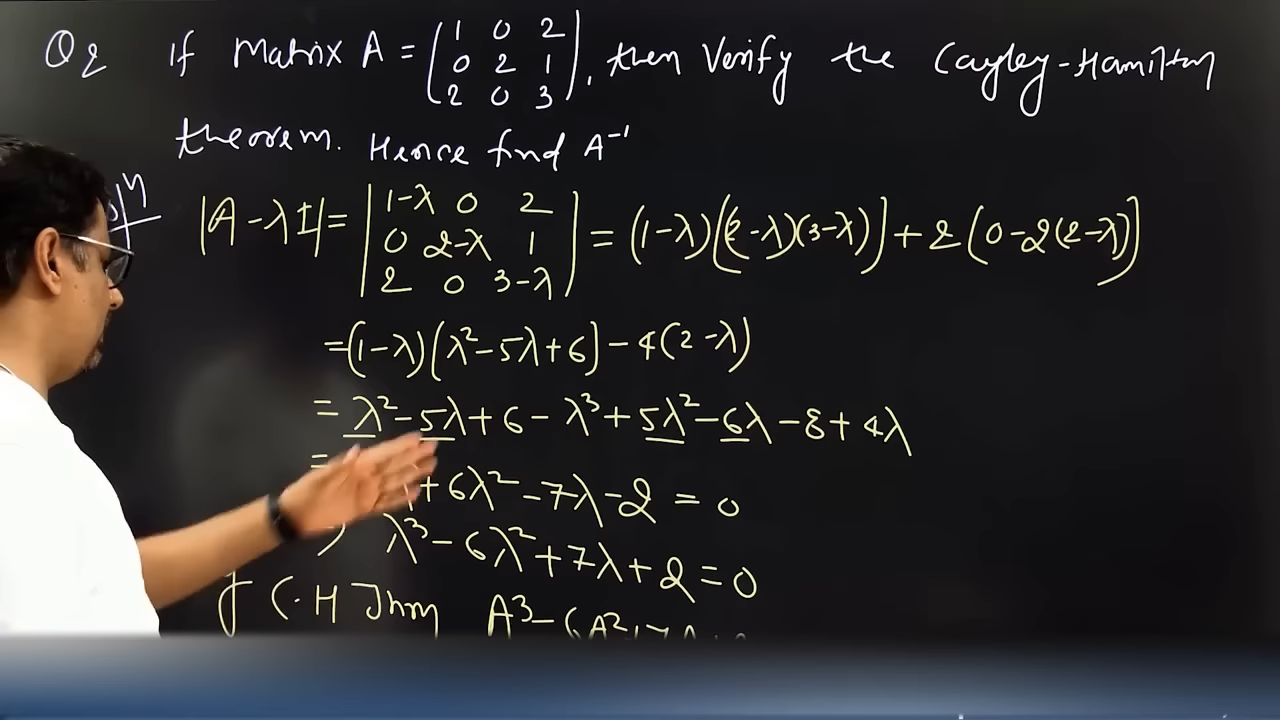 Q2 If Matrix A = (1 0 2 0 2 1 2 0 3), then Verify the Cayley-Hamilton
theorem. Hence find A⁻¹
|A - λI| = |1-λ 0 2 0 2-λ 1 2 0 3-λ| = (1-λ)[(2-λ)(3-λ)] + 2(0-2(2-λ))
= (1-λ)(λ²-5λ+6) - 4(2-λ)
= λ² - 5λ + 6 - λ³ + 5λ² - 6λ - 8 + 4λ
= + 6λ² - 7λ - 2 = 0
λ³ - 6λ² + 7λ + 2 = 0
C.H Thm A³ - 6A²